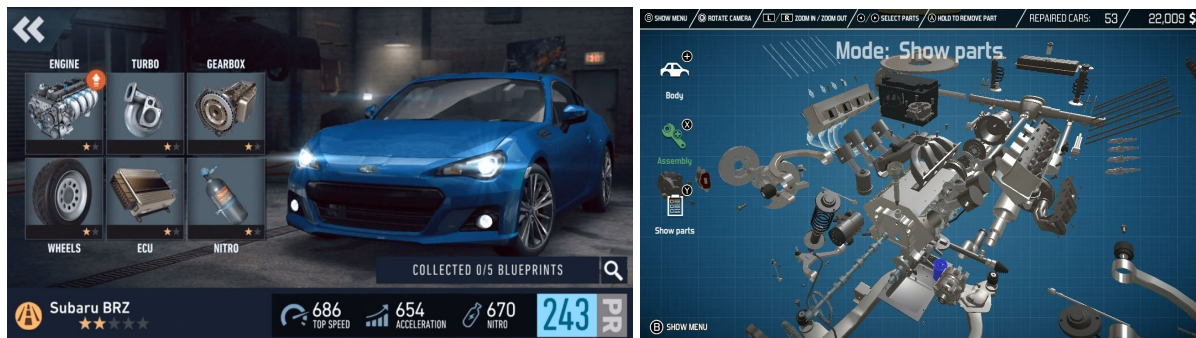 ENGINE
TURBO
GEARBOX
WHEELS
ECU
NITRO
COLLECTED 0/5 BLUEPRINTS
Subaru BRZ
686
TOP SPEED
654
ACCELERATION
670
NITRO
243
PR
SHOW MENU
ROTATE CAMERA
L / R ZOOM IN / ZOOM OUT
SELECT PARTS
A HOLD TO REMOVE PART
REPAIRED CARS: 53
22,009 $
Mode: Show parts
+
Body
X
Assembly
Y
Show parts
B SHOW MENU